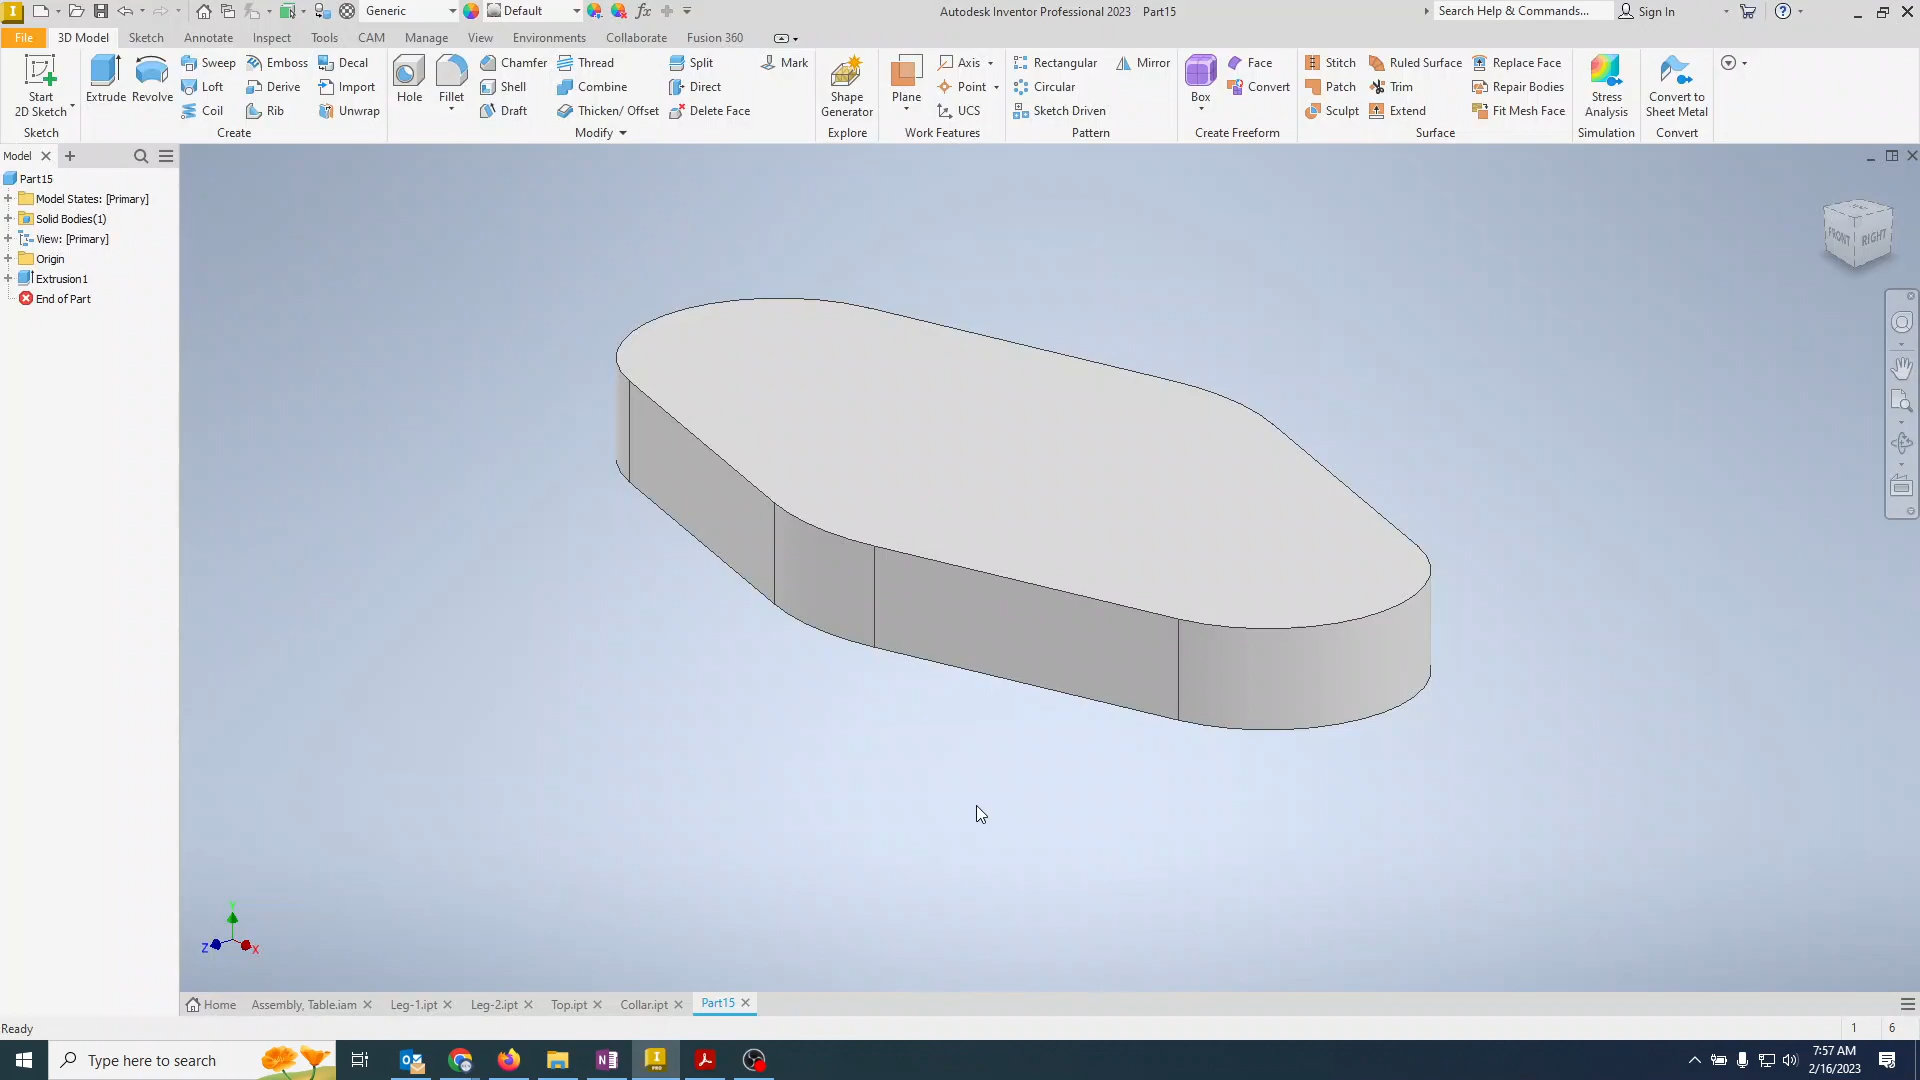 Generic
Default
Autodesk Inventor Professional 2023 Part15
Search Help & Commands...
Sign In
File 3D Model Sketch Annotate Inspect Tools CAM Manage View Environments Collaborate Fusion 360
Start
2D Sketch
Sketch
Extrude
Revolve
Sweep
Emboss
Decal
Loft
Derive
Import
Coil
Rib
Unwrap
Create
Hole
Fillet
Chamfer
Thread
Split
Mark
Shell
Combine
Direct
Draft
Thicken/ Offset
Delete Face
Modify
Shape
Generator
Explore
Plane
Axis
Point
UCS
Work Features
Rectangular
Mirror
Circular
Sketch Driven
Pattern
Box
Face
Convert
Create Freeform
Stitch
Ruled Surface
Replace Face
Patch
Trim
Repair Bodies
Sculpt
Extend
Fit Mesh Face
Surface
Stress
Analysis
Simulation
Convert to
Sheet Metal
Convert
Model
Part15
Model States: [Primary]
Solid Bodies(1)
View: [Primary]
Origin
Extrusion1
End of Part
FRONT
RIGHT
Y
Z
X
Home Assembly, Table.iam Leg-1.ipt Leg-2.ipt Top.ipt Collar.ipt Part15
Ready
1 6
Type here to search
7:57 AM
2/16/2023